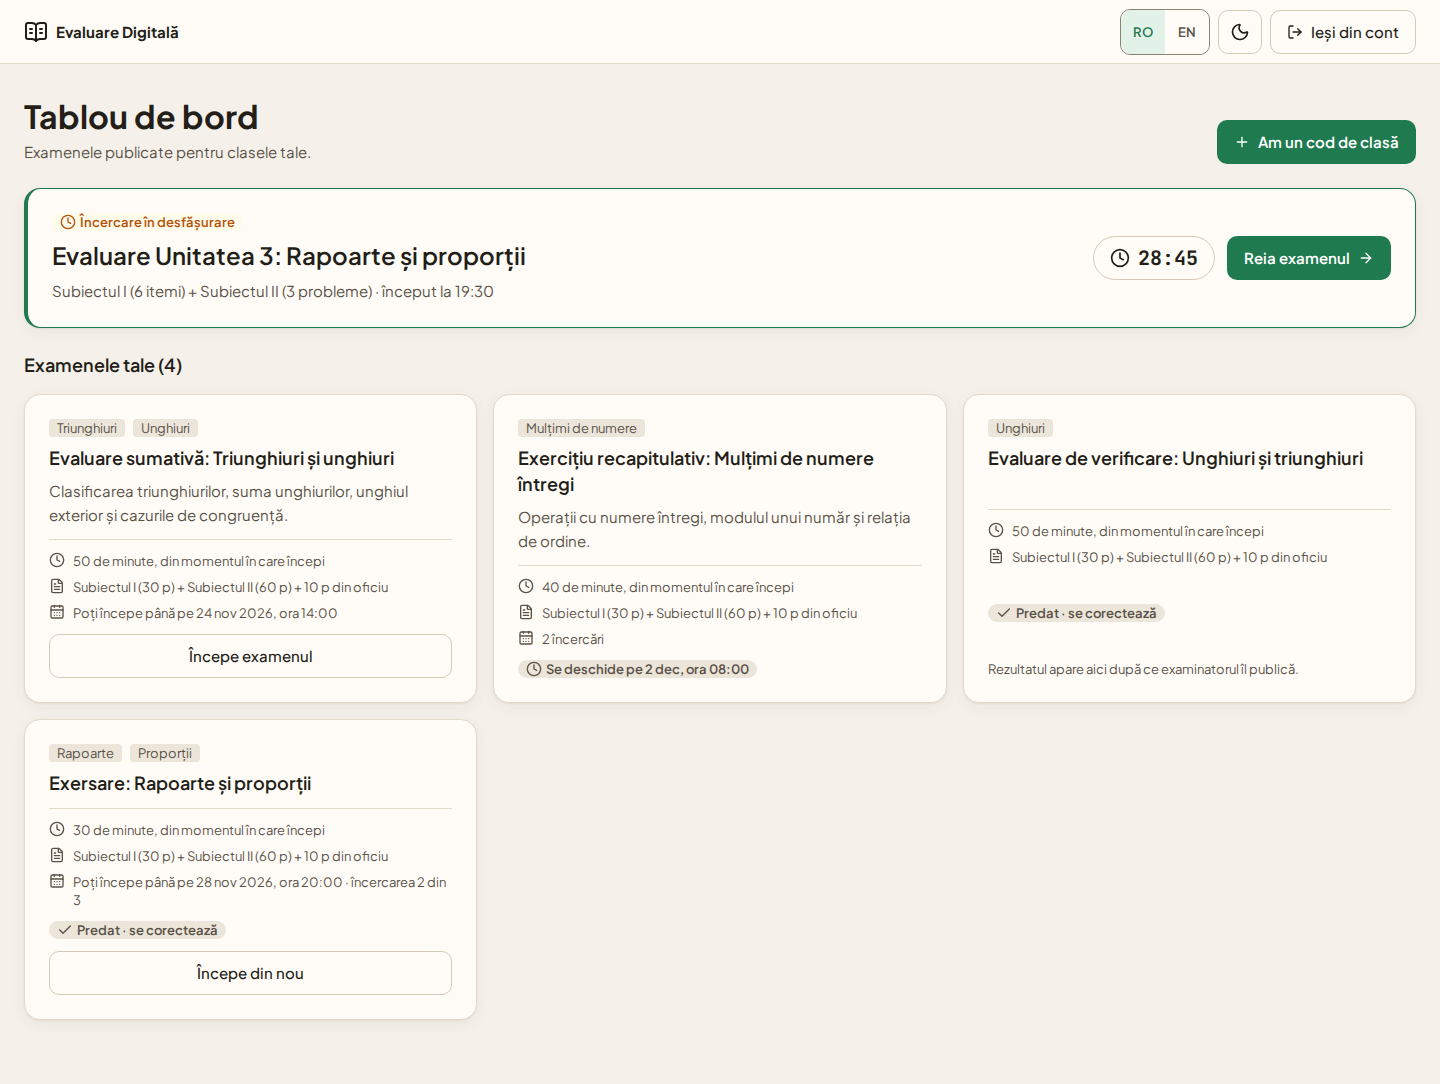 Evaluare Digitală
RO EN
Ieși din cont
Tablou de bord
Examenele publicate pentru clasele tale.
Am un cod de clasă
Încercare în desfășurare
Evaluare Unitatea 3: Rapoarte și proporții
Subiectul I (6 itemi) + Subiectul II (3 probleme) · început la 19:30
28:45
Reia examenul
Examenele tale (4)
Triunghiuri Unghiuri
Evaluare sumativă: Triunghiuri și unghiuri
Clasificarea triunghiurilor, suma unghiurilor, unghiul
exterior și cazurile de congruență.
50 de minute, din momentul în care începi
Subiectul I (30 p) + Subiectul II (60 p) + 10 p din oficiu
Poți începe până pe 24 nov 2026, ora 14:00
Începe examenul
Mulțimi de numere
Exercițiu recapitulativ: Mulțimi de numere
întregi
Operații cu numere întregi, modulul unui număr și relația
de ordine.
40 de minute, din momentul în care începi
Subiectul I (30 p) + Subiectul II (60 p) + 10 p din oficiu
2 încercări
Se deschide pe 2 dec, ora 08:00
Unghiuri
Evaluare de verificare: Unghiuri și triunghiuri
50 de minute, din momentul în care începi
Subiectul I (30 p) + Subiectul II (60 p) + 10 p din oficiu
Predat · se corectează
Rezultatul apare aici după ce examinatorul îl publică.
Rapoarte Proporții
Exersare: Rapoarte și proporții
30 de minute, din momentul în care începi
Subiectul I (30 p) + Subiectul II (60 p) + 10 p din oficiu
Poți începe până pe 28 nov 2026, ora 20:00 · încercarea 2 din
3
Predat · se corectează
Începe din nou